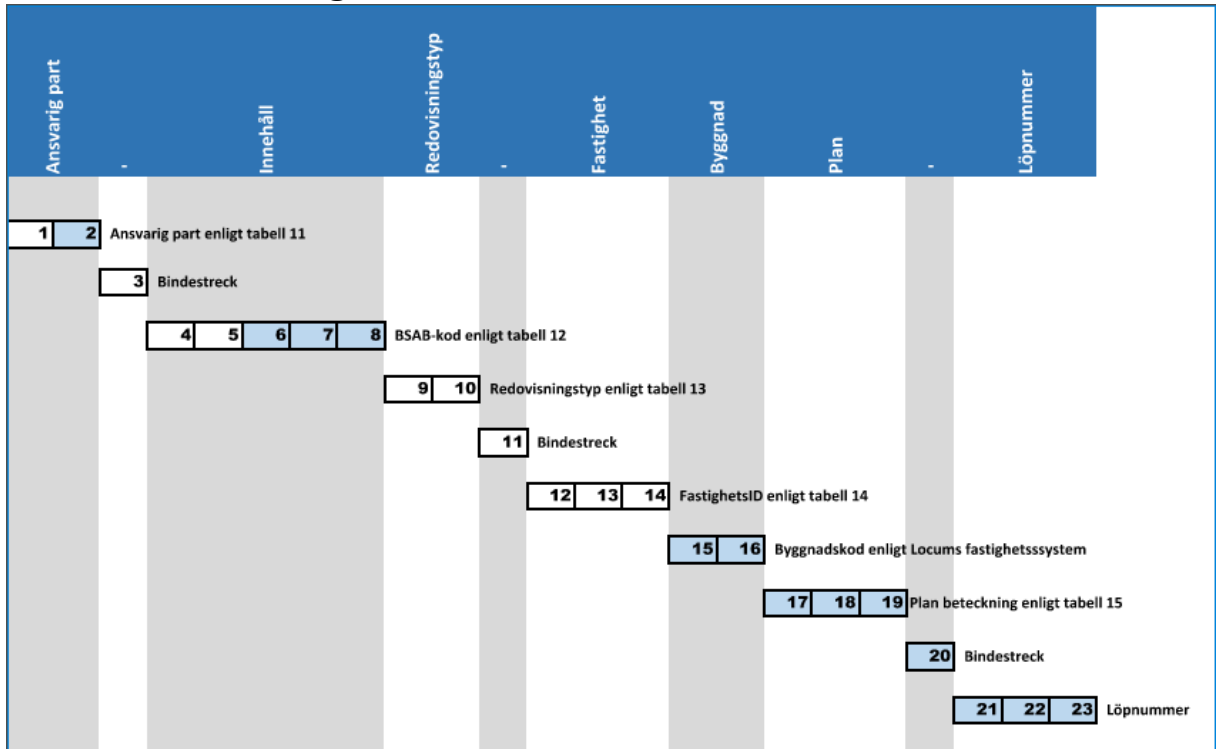 Ansvarig part
-
Innehåll
Redovisningstyp
-
Fastighet
Byggnad
Plan
-
Löpnummer
1 2 Ansvarig part enligt tabell 11
3 Bindestreck
4 5 6 7 8 BSAB-kod enligt tabell 12
9 10 Redovisningstyp enligt tabell 13
11 Bindestreck
12 13 14 FastighetsID enligt tabell 14
15 16 Byggnadskod enligt Locums fastighetsssystem
17 18 19 Plan beteckning enligt tabell 15
20 Bindestreck
21 22 23 Löpnummer